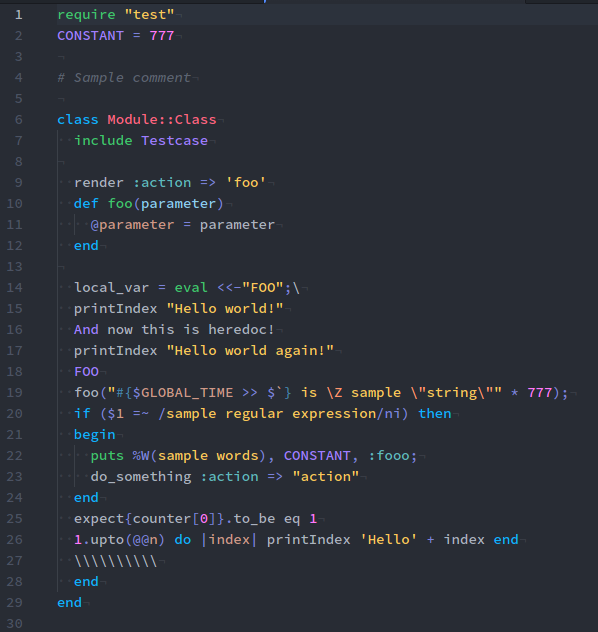 1 require "test"
2 CONSTANT = 777
3
4 # Sample comment
5
6 class Module::Class
7 include Testcase
8
9 render :action => 'foo'
10 def foo(parameter)
11 @parameter = parameter
12 end
13
14 local_var = eval <<-"FOO";\
15 printIndex "Hello world!"
16 And now this is heredoc!
17 printIndex "Hello world again!"
18 FOO
19 foo("#{$GLOBAL_TIME >> $`} is \Z sample \"string\"" * 777);
20 if ($1 =~ /sample regular expression/ni) then
21 begin
22 puts %W(sample words), CONSTANT, :fooo;
23 do_something :action => "action"
24 end
25 expect{counter[0]}.to_be eq 1
26 1.upto(@@n) do |index| printIndex 'Hello' + index end
27 \\\\\\\\\\
28 end
29 end
30